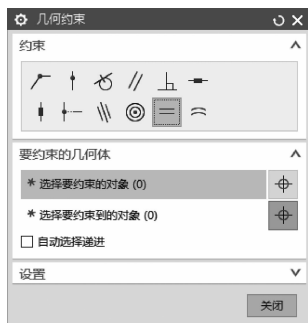 几何约束
约束
要约束的几何体
* 选择要约束的对象 (0)
* 选择要约束到的对象 (0)
自动选择递进
设置
关闭